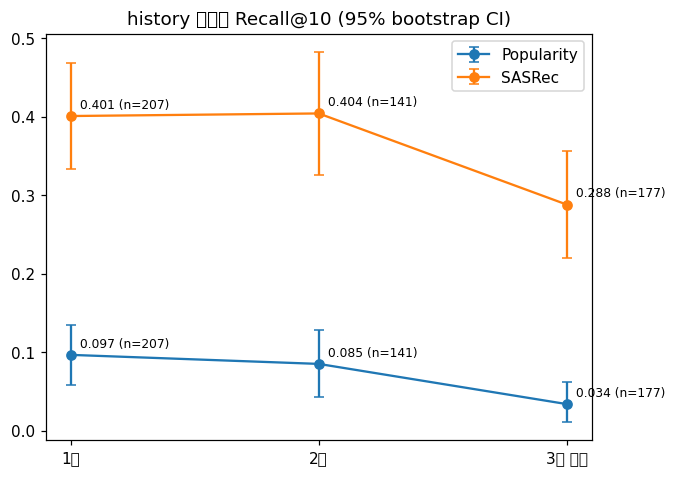 history Recall@10 (95% bootstrap CI)
0.5
Popularity
SASRec
0.401 (n=207)
0.404 (n=141)
0.4
0.3
0.288 (n=177)
0.2
0.097 (n=207)
0.085 (n=141)
0.1
0.034 (n=177)
0.0
1
2
3